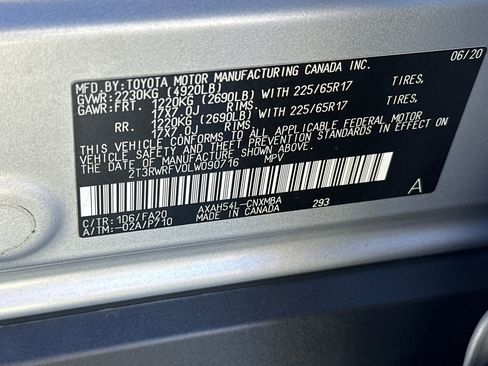 MFD. BY: TOYOTA MOTOR MANUFACTURING CANADA INC. 06/20
GVWR: 2230KG (4920LB)
GAWR: FRT. 1220KG (2690LB) WITH 225/65R17 TIRES,
17X7.0J RIMS.
RR. 1220KG (2690LB) WITH 225/65R17 TIRES,
17X7.0J RIMS.
THIS VEHICLE CONFORMS TO ALL APPLICABLE FEDERAL MOTOR
VEHICLE SAFETY AND THEFT PREVENTION STANDARDS IN EFFECT ON
THE DATE OF MANUFACTURE SHOWN ABOVE.
2T3RWRFV0LW090716 MPV
A
C/TR: 1D6/FA20 AXAH54L-CNXMBA 293
A/TM: -02A/P710 MADE IN CANADA